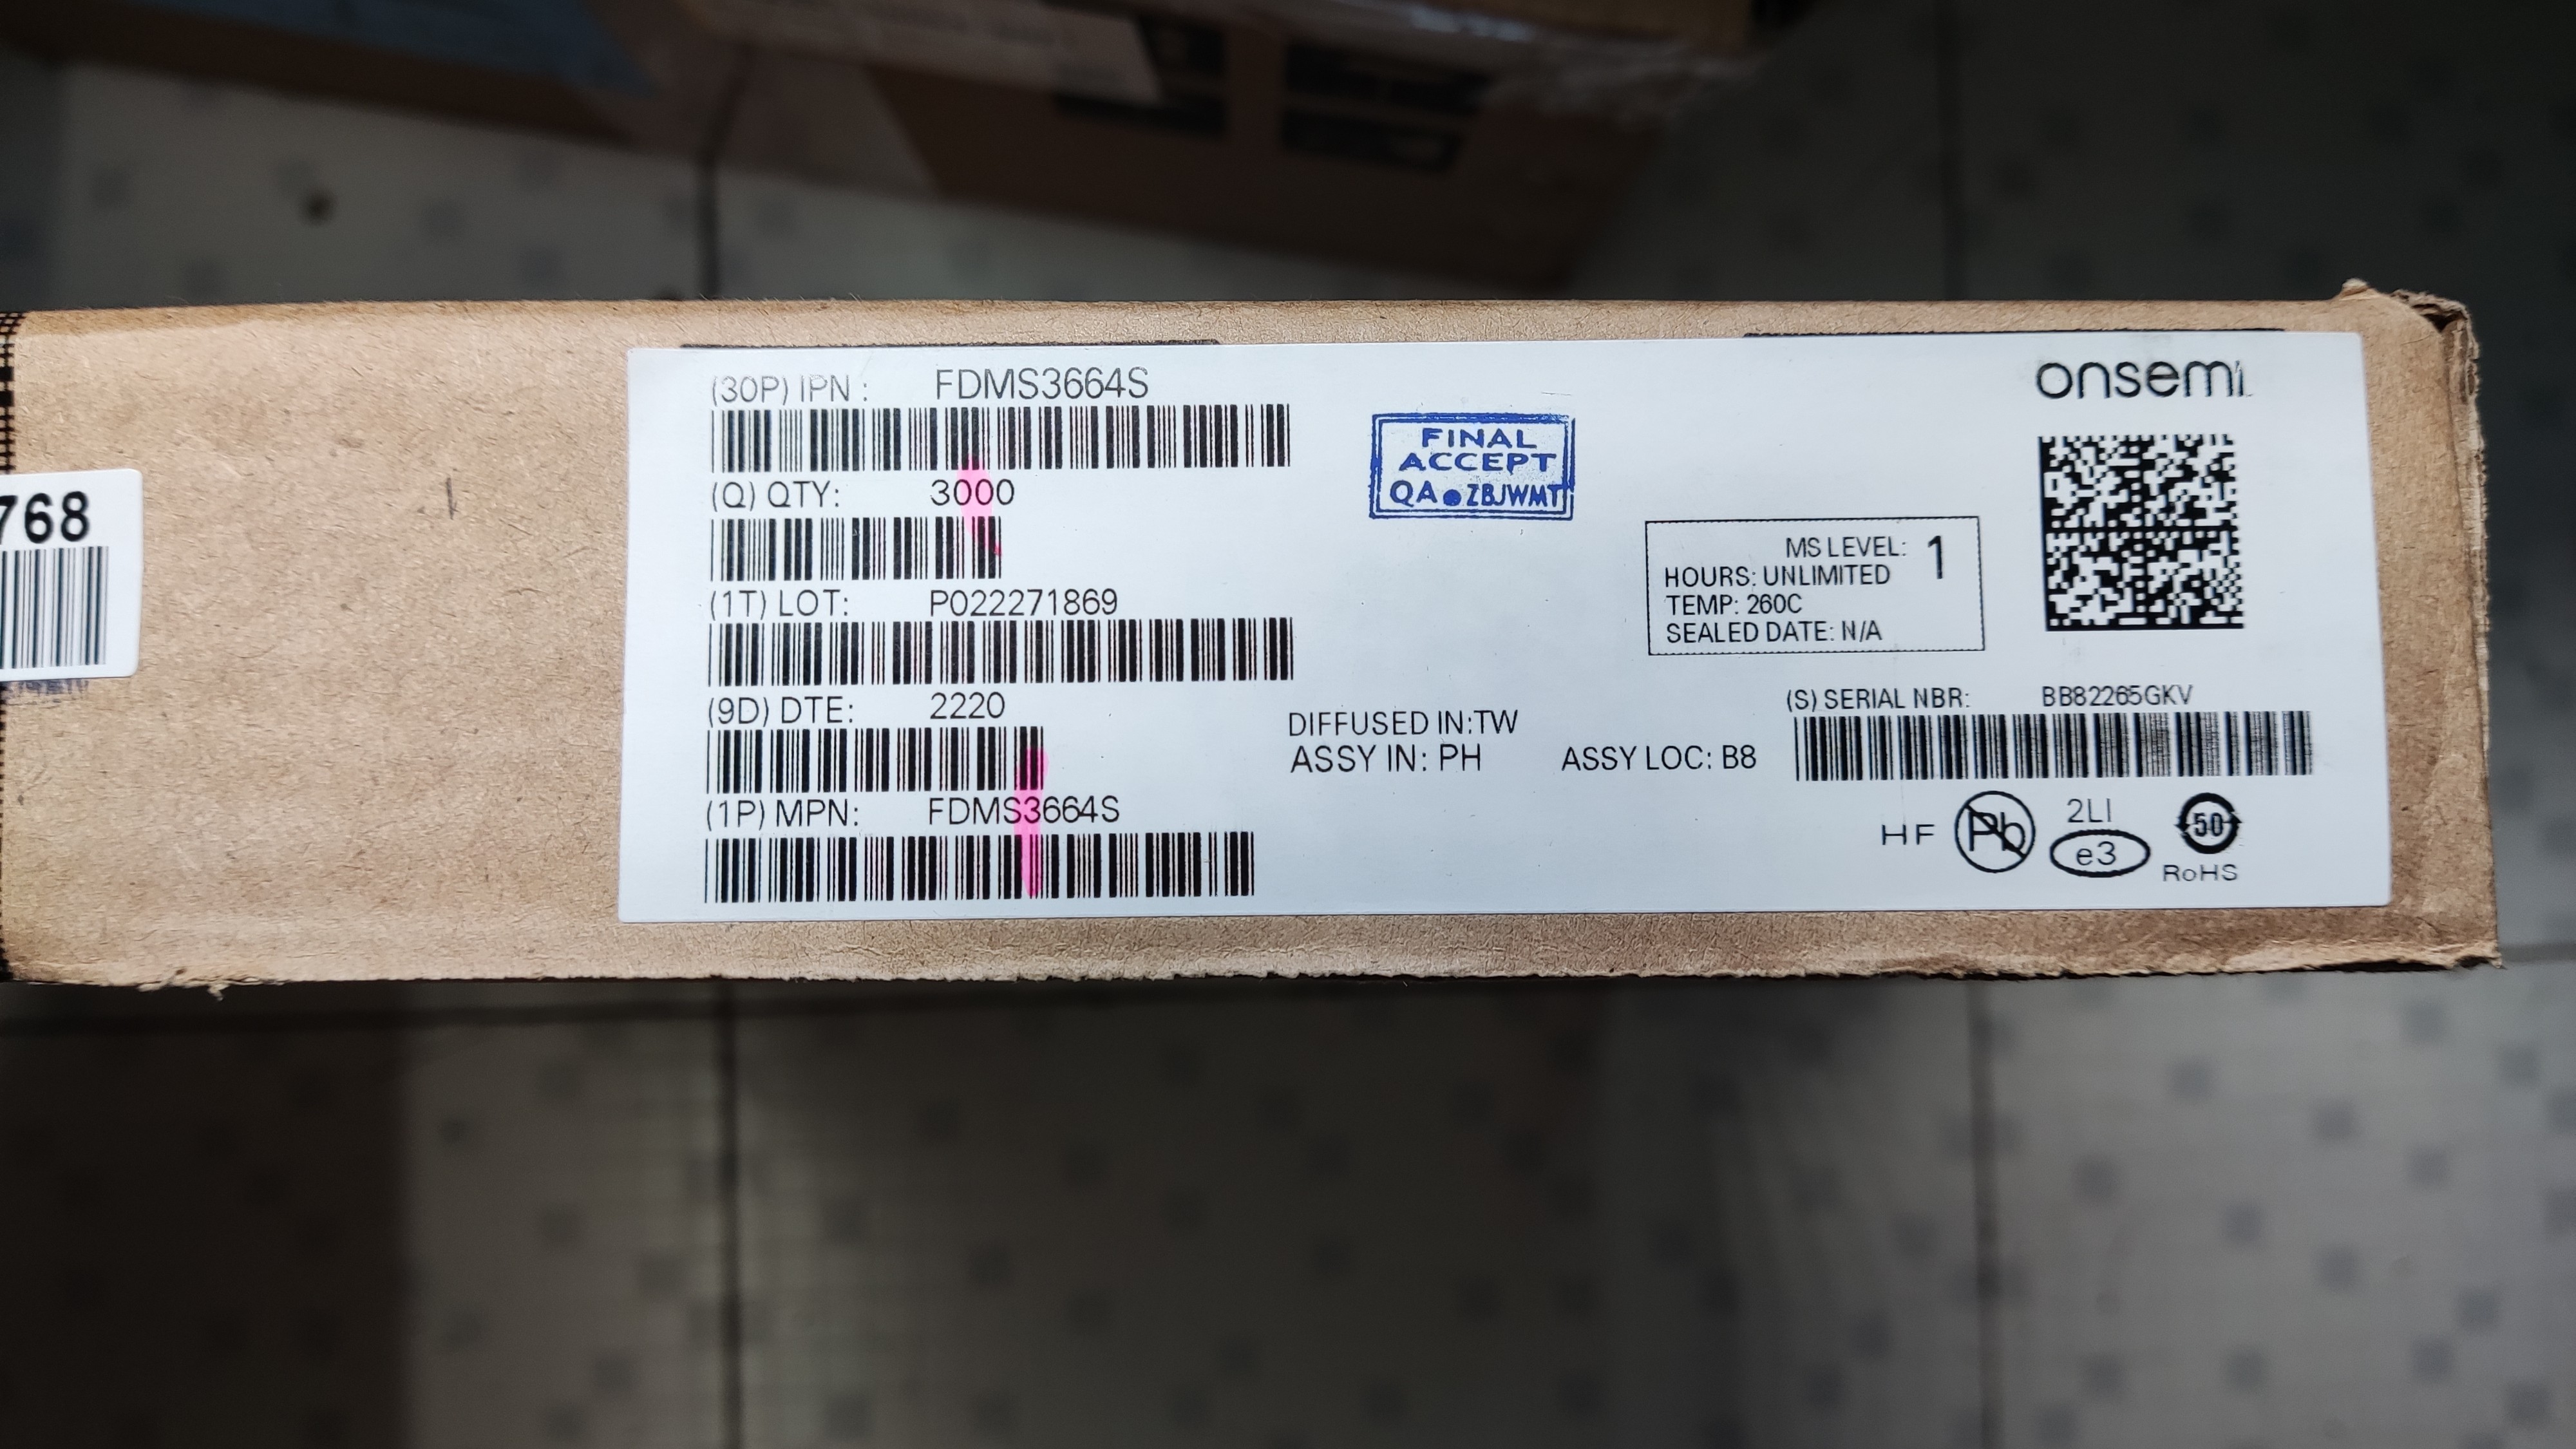 768
(30P) IPN : FDMS3664S
(Q) QTY: 3000
(1T) LOT: P022271869
(9D) DTE: 2220
(1P) MPN: FDMS3664S
FINAL
ACCEPT
QA●ZBJWMT
DIFFUSED IN:TW
ASSY IN: PH
ASSY LOC: B8
onsemi
MS LEVEL: 1
HOURS: UNLIMITED
TEMP: 260C
SEALED DATE: N/A
(S) SERIAL NBR: BB82265GKV
HF
Pb
2LI
e3
50
RoHS